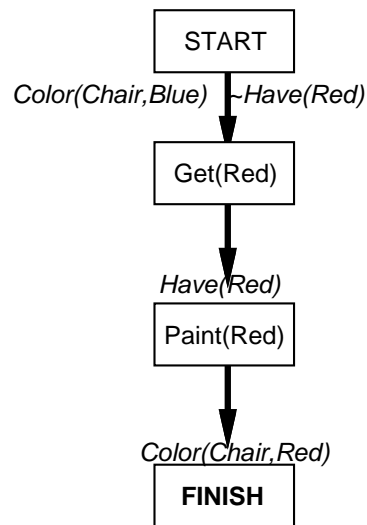 START
Color(Chair,Blue) ~Have(Red)
Get(Red)
Have(Red)
Paint(Red)
Color(Chair,Red)
FINISH